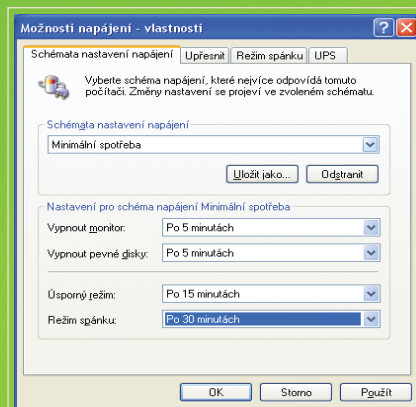 Možnosti napájení - vlastnosti
Schémata nastavení napájení Upřesnit Režim spánku UPS
Vyberte schéma napájení, které nejvíce odpovídá tomuto
počítači. Změny nastavení se projeví ve zvoleném schématu.
Schémata nastavení napájení
Minimální spotřeba
Uložit jako... Odstranit
Nastavení pro schéma napájení Minimální spotřeba
Vypnout monitor: Po 5 minutách
Vypnout pevné disky: Po 5 minutách
Úsporný režim: Po 15 minutách
Režim spánku: Po 30 minutách
OK Storno Použít